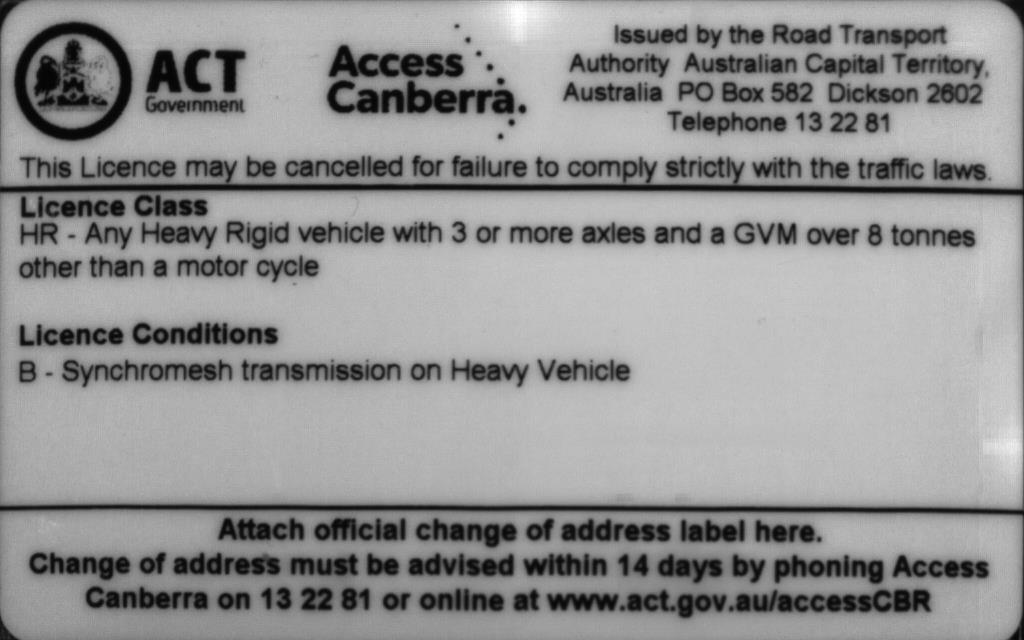 ACT
Government
Access
Canberra.
Issued by the Road Transport
Authority Australian Capital Territory,
Australia PO Box 582 Dickson 2602
Telephone 13 22 81
This Licence may be cancelled for failure to comply strictly with the traffic laws.
Licence Class
HR - Any Heavy Rigid vehicle with 3 or more axles and a GVM over 8 tonnes
other than a motor cycle
Licence Conditions
B - Synchromesh transmission on Heavy Vehicle
Attach official change of address label here.
Change of address must be advised within 14 days by phoning Access
Canberra on 13 22 81 or online at www.act.gov.au/accessCBR